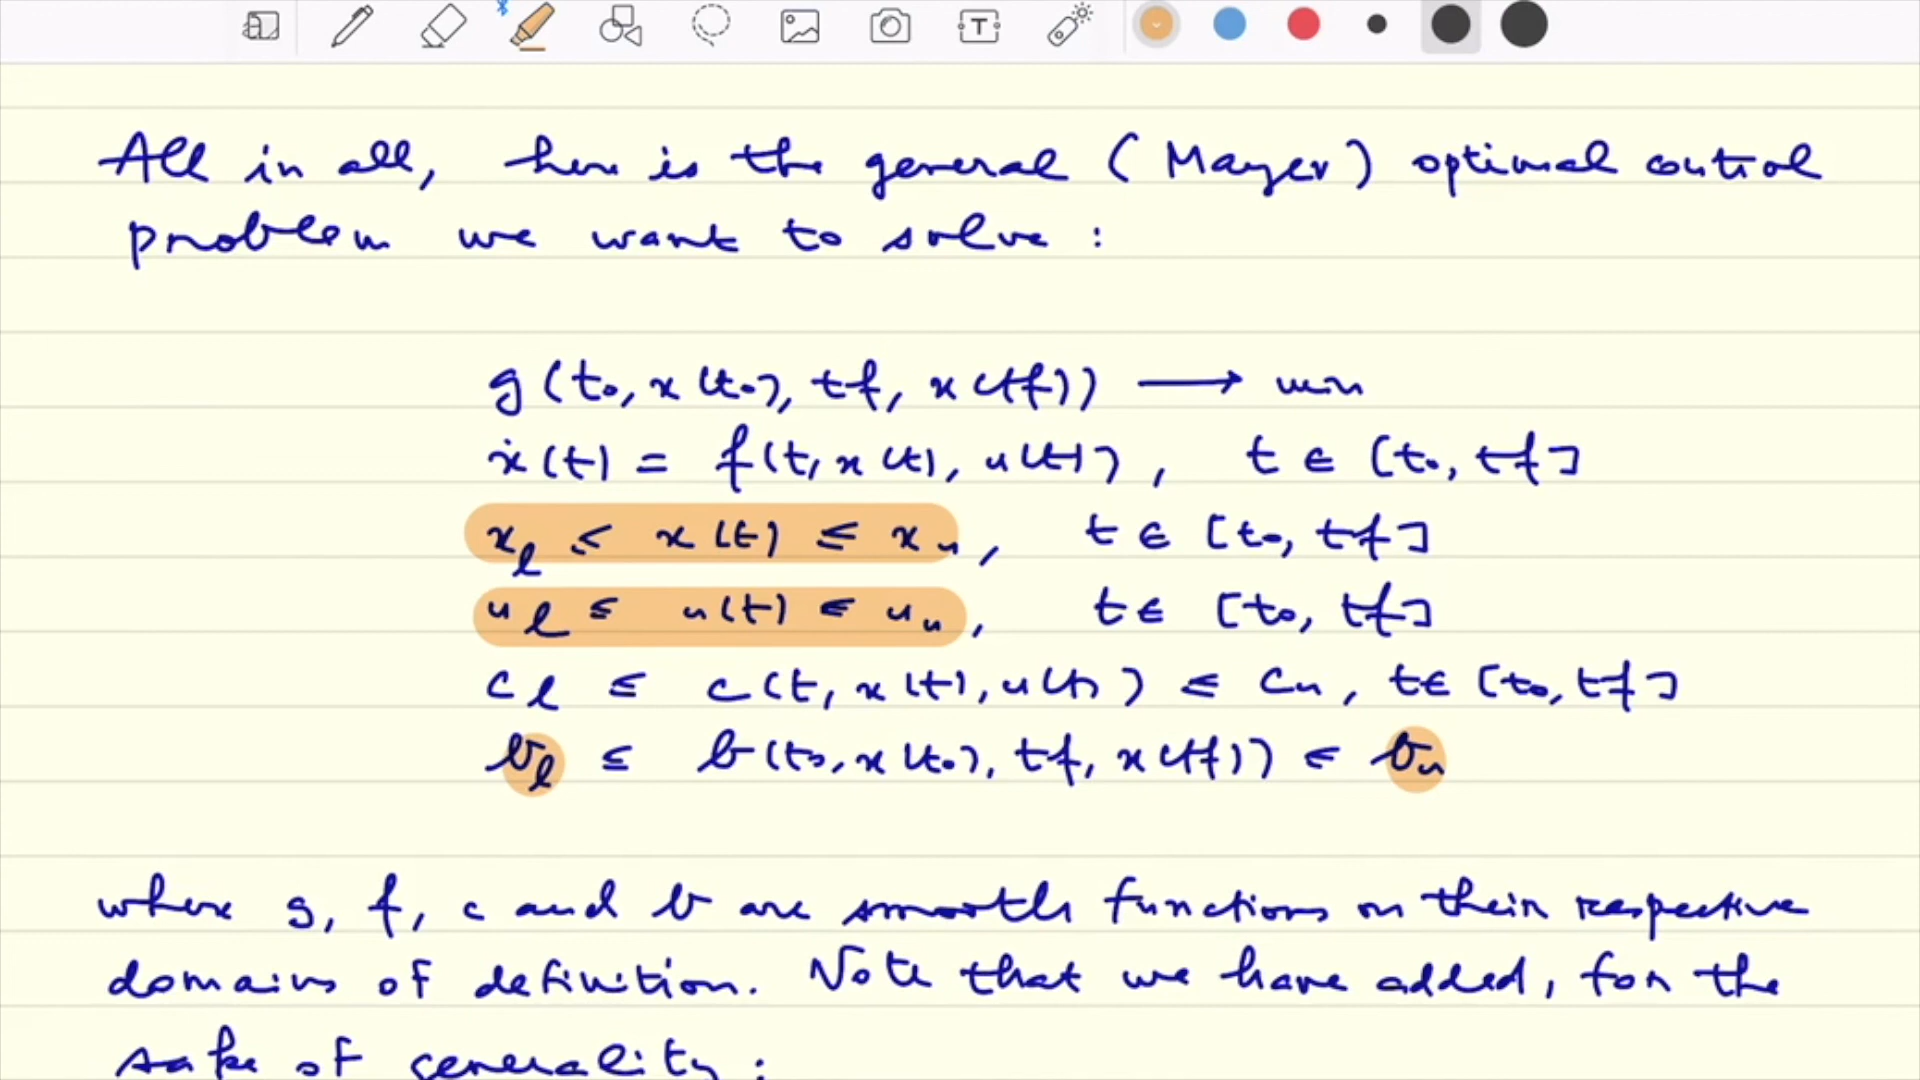 All in all, here is the general (Mayer) optimal control
problem we want to solve :
g(t₀, x(t₀), tf, x(tf)) → min
ẋ(t) = f(t, x(t), u(t)) , t ∈ [t₀, tf]
xₗ ≤ x(t) ≤ xᵤ , t ∈ [t₀, tf]
uₗ ≤ u(t) ≤ uᵤ , t ∈ [t₀, tf]
cₗ ≤ c(t, x(t), u(t)) ≤ cᵤ , t ∈ [t₀, tf]
bₗ ≤ b(t₀, x(t₀), tf, x(tf)) ≤ bᵤ
where g, f, c and b are smooth functions on their respective
domains of definition. Note that we have added, for the
sake of generality :